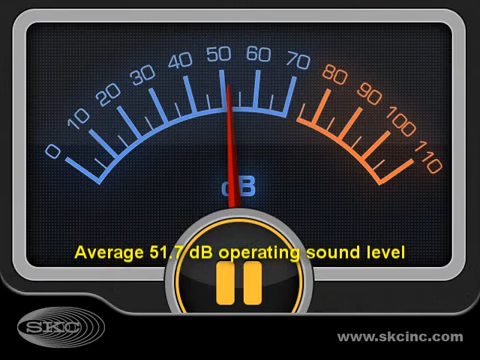 0 10 20 30 40 50 60 70 80 90 100 110
dB
Average 51.7 dB operating sound level
SKC
www.skcinc.com